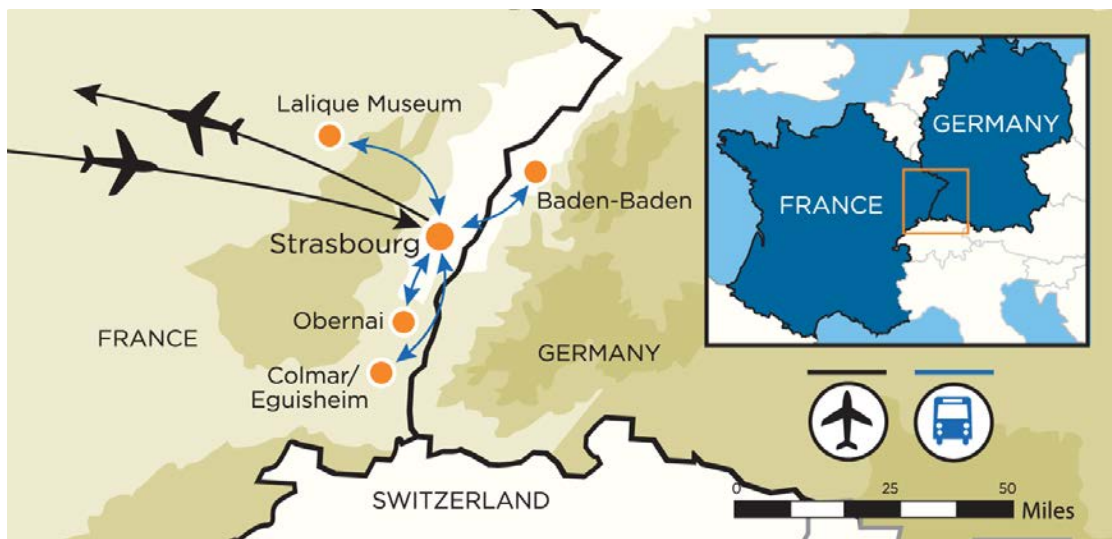 Lalique Museum
Baden-Baden
Strasbourg
Obernai
FRANCE
Colmar/
Eguisheim
GERMANY
SWITZERLAND
GERMANY
FRANCE
0 25 50
Miles